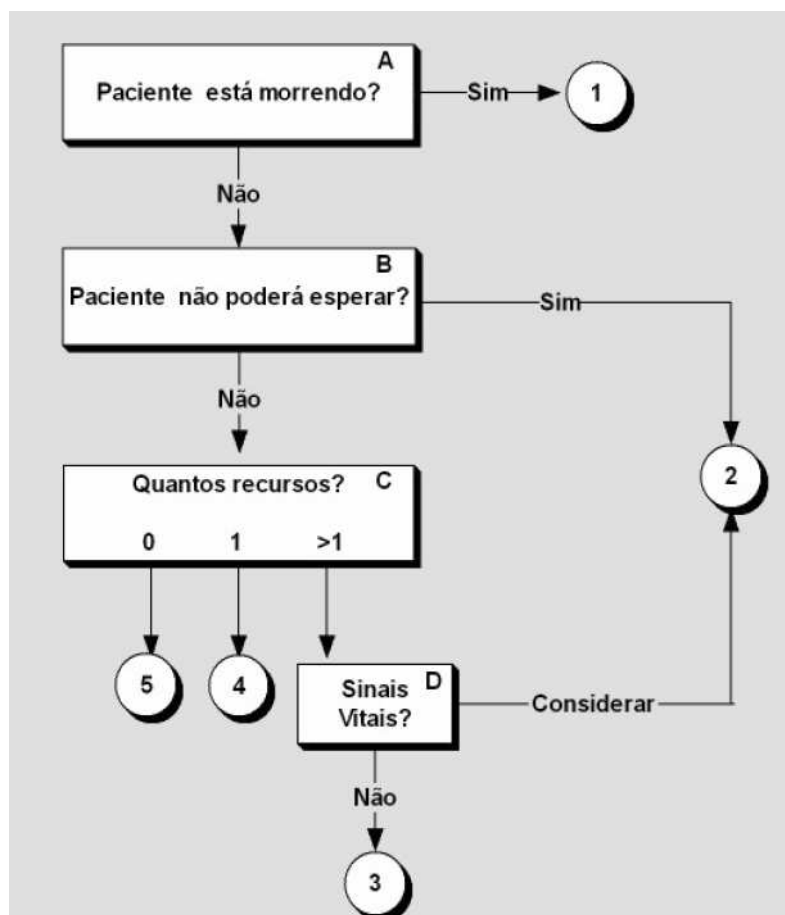 A
Paciente está morrendo?
Sim
1
Não
B
Paciente não poderá esperar?
Sim
Não
Quantos recursos? C
0 1 >1
2
5
4
D
Sinais
Vitais?
Considerar
Não
3